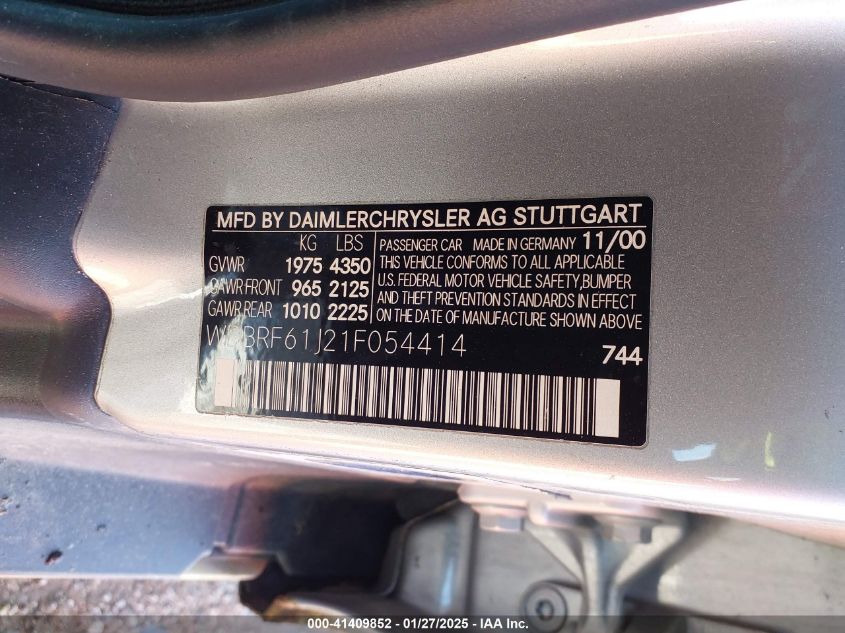 MFD BY DAIMLERCHRYSLER AG STUTTGART
KG LBS
GVWR 1975 4350
GAWR FRONT 965 2125
GAWR REAR 1010 2225
PASSENGER CAR MADE IN GERMANY 11/00
THIS VEHICLE CONFORMS TO ALL APPLICABLE
U.S. FEDERAL MOTOR VEHICLE SAFETY,BUMPER
AND THEFT PREVENTION STANDARDS IN EFFECT
ON THE DATE OF MANUFACTURE SHOWN ABOVE
WDBRF61J21F054414
744
000-41409852 - 01/27/2025 - IAA Inc.